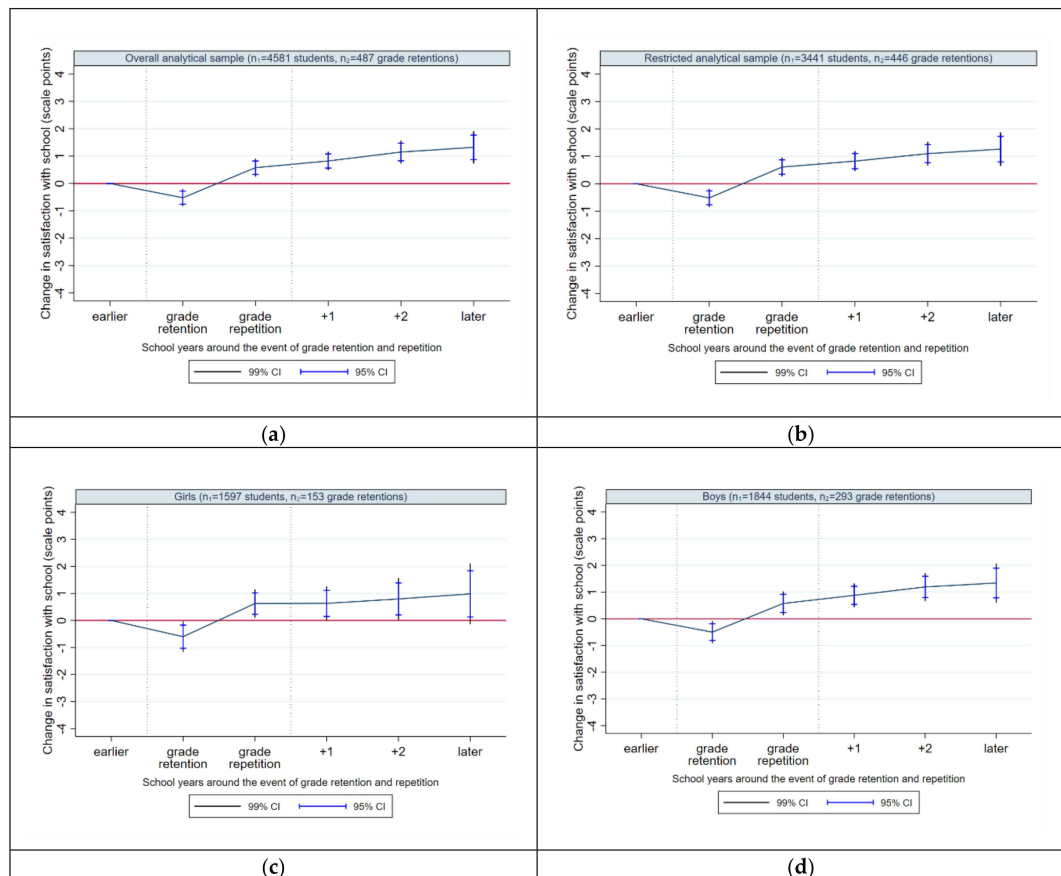 Overall analytical sample (n₁=4581 students, n₂=487 grade retentions)
Change in satisfaction with school (scale points)
4
3
2
1
0
-1
-2
-3
-4
earlier grade retention grade repetition +1 +2 later
School years around the event of grade retention and repetition
99% CI 95% CI
(a)
Restricted analytical sample (n₁=3441 students, n₂=446 grade retentions)
Change in satisfaction with school (scale points)
4
3
2
1
0
-1
-2
-3
-4
earlier grade retention grade repetition +1 +2 later
School years around the event of grade retention and repetition
99% CI 95% CI
(b)
Girls (n₁=1597 students, n₂=153 grade retentions)
Change in satisfaction with school (scale points)
4
3
2
1
0
-1
-2
-3
-4
earlier grade retention grade repetition +1 +2 later
School years around the event of grade retention and repetition
99% CI 95% CI
(c)
Boys (n₁=1844 students, n₂=293 grade retentions)
Change in satisfaction with school (scale points)
4
3
2
1
0
-1
-2
-3
-4
earlier grade retention grade repetition +1 +2 later
School years around the event of grade retention and repetition
99% CI 95% CI
(d)